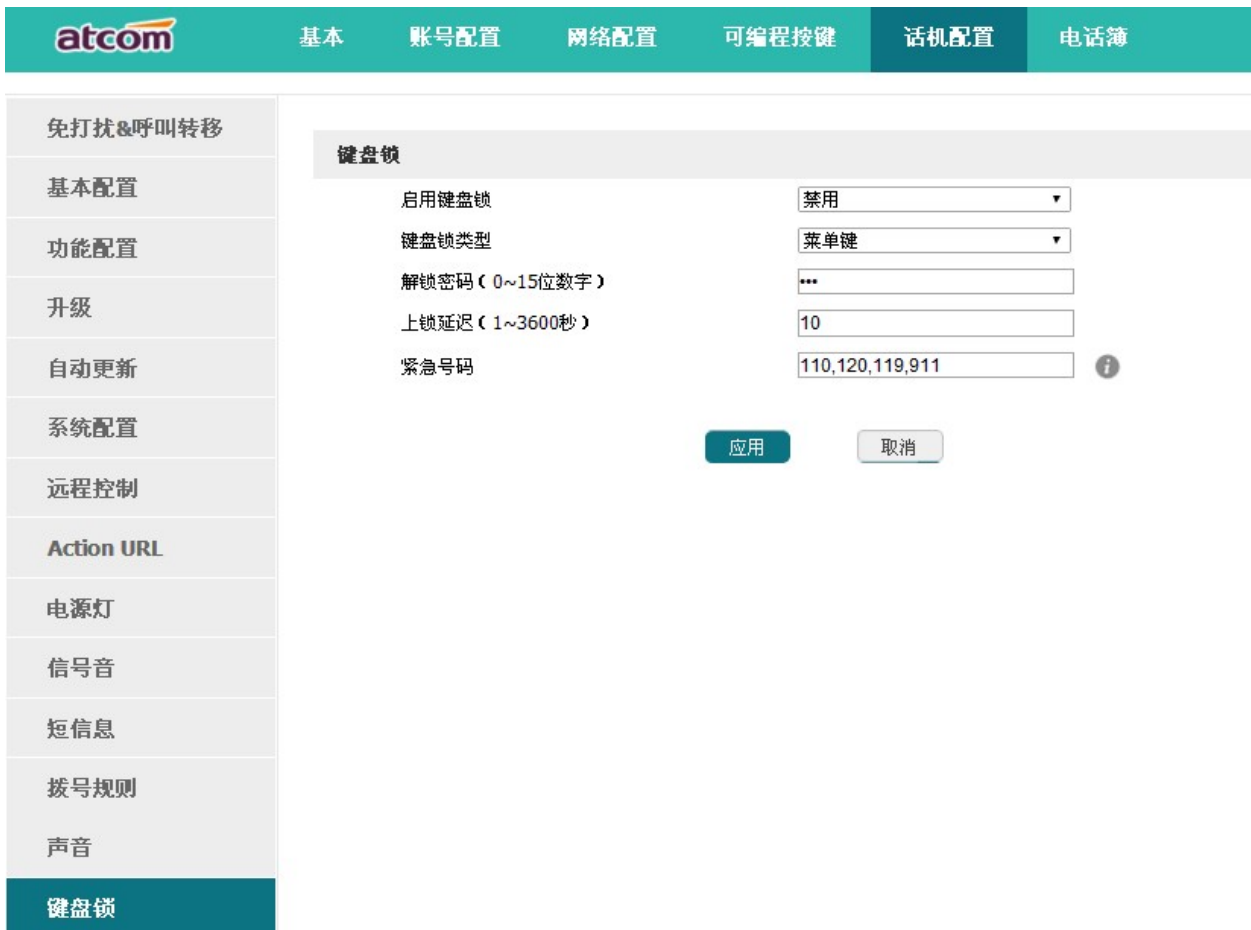 atcom 基本 账号配置 网络配置 可编程按键 话机配置 电话簿
免打扰&呼叫转移
基本配置
功能配置
升级
自动更新
系统配置
远程控制
Action URL
电源灯
信号音
短信息
拨号规则
声音
键盘锁
键盘锁
启用键盘锁 禁用
键盘锁类型 菜单键
解锁密码(0~15位数字) •••
上锁延迟(1~3600秒) 10
紧急号码 110,120,119,911
应用 取消